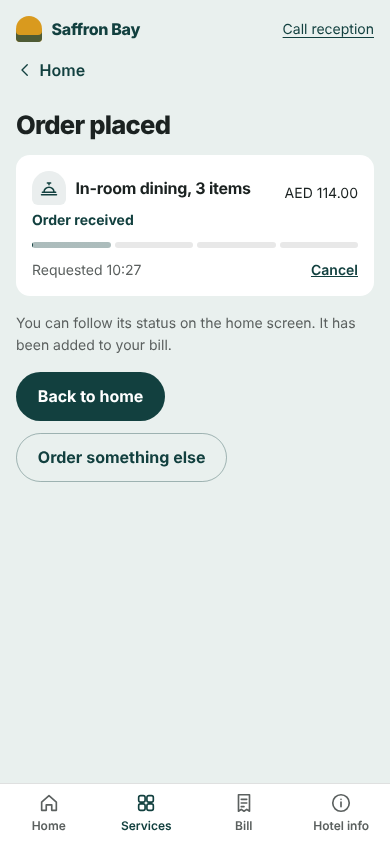 Saffron Bay
Call reception
Home
Order placed
In-room dining, 3 items
AED 114.00
Order received
Requested 10:27
Cancel
You can follow its status on the home screen. It has
been added to your bill.
Back to home
Order something else
Home
Services
Bill
Hotel info